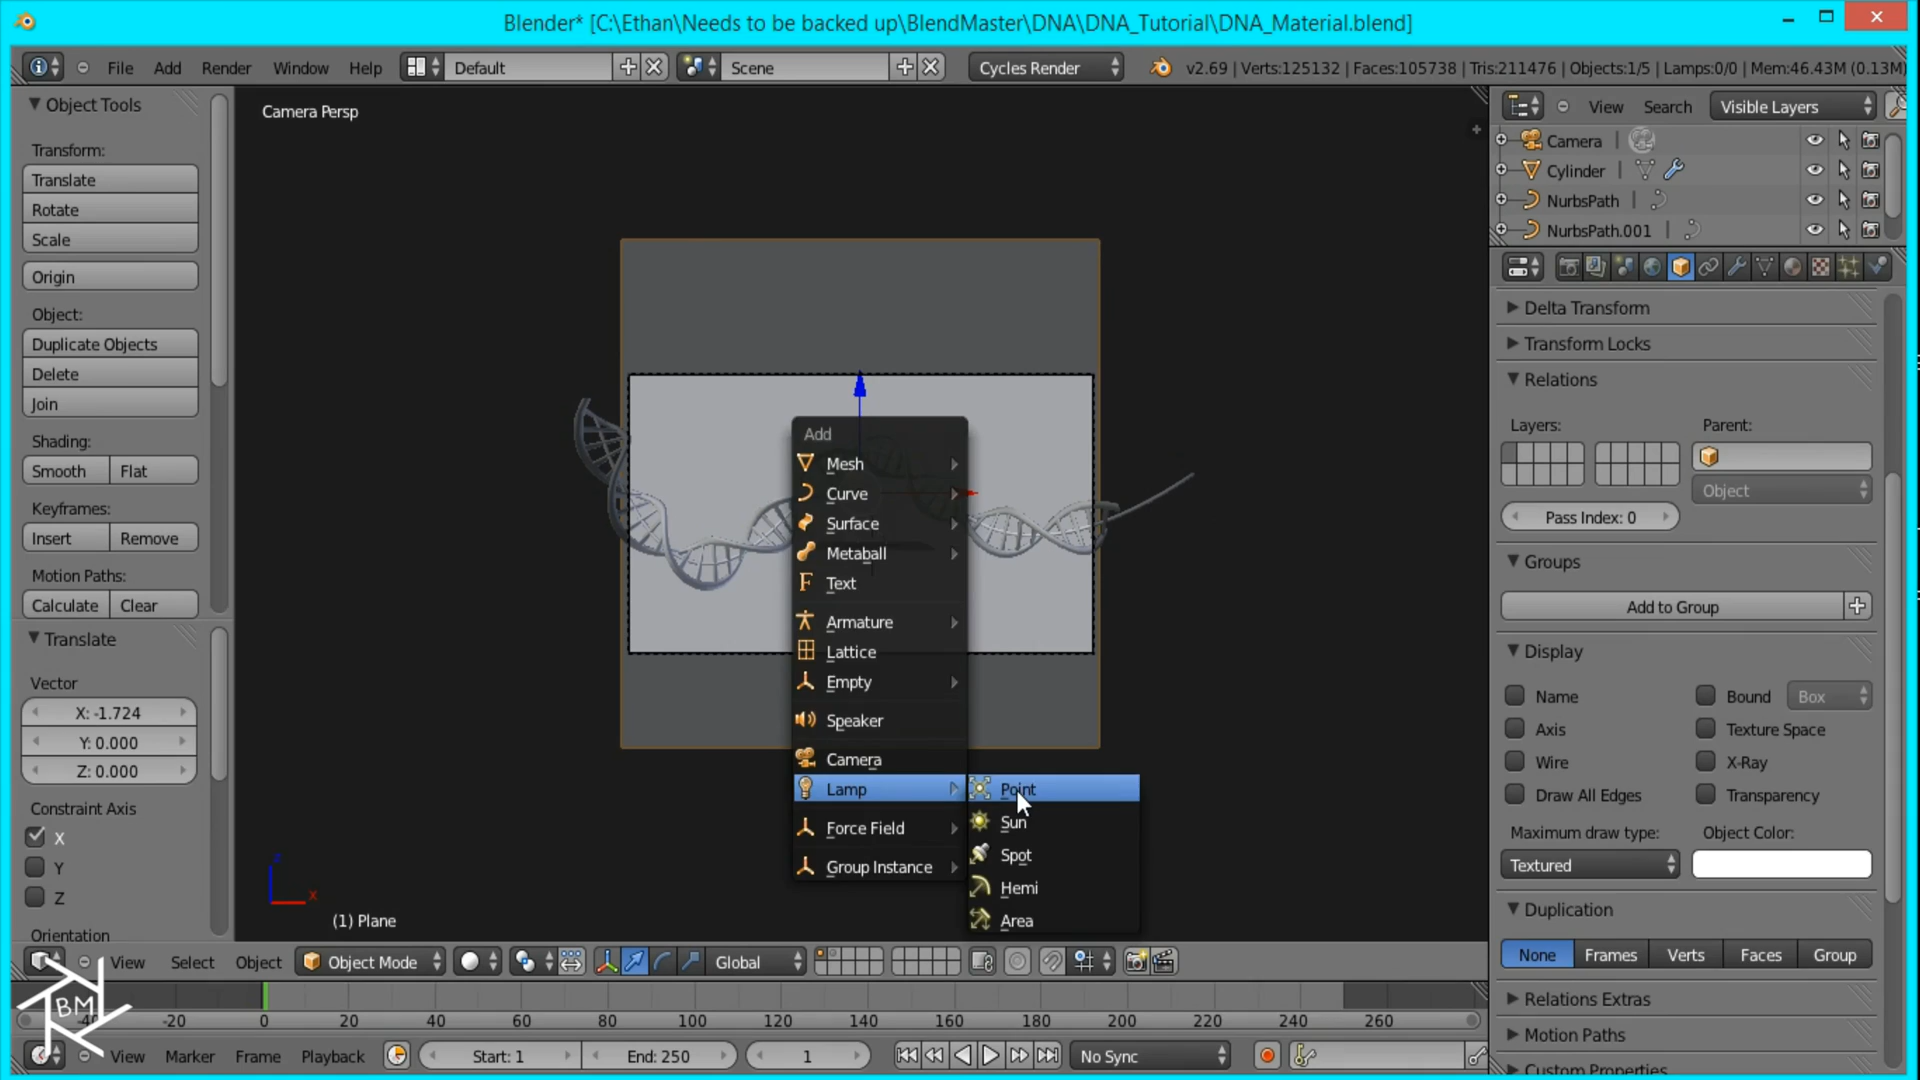 Blender* [C:\Ethan\Needs to be backed up\BlendMaster\DNA\DNA_Tutorial\DNA_Material.blend]
File Add Render Window Help Default Scene Cycles Render v2.69 | Verts:125132 | Faces:105738 | Tris:211476 | Objects:1/5 | Lamps:0/0 | Mem:46.43M (0.13M)
Object Tools
Transform:
Translate
Rotate
Scale
Origin
Object:
Duplicate Objects
Delete
Join
Shading:
Smooth Flat
Keyframes:
Insert Remove
Motion Paths:
Calculate Clear
Translate
Vector
X: -1.724
Y: 0.000
Z: 0.000
Constraint Axis
X
Y
Z
Orientation
Camera Persp
Add
Mesh
Curve
Surface
Metaball
Text
Armature
Lattice
Empty
Speaker
Camera
Lamp
Force Field
Group Instance
Point
Sun
Spot
Hemi
Area
z
x
(1) Plane
View Search Visible Layers
Camera
Cylinder
NurbsPath
NurbsPath.001
Delta Transform
Transform Locks
Relations
Layers: Parent:
Object
Pass Index: 0
Groups
Add to Group
Display
Name Bound Box
Axis Texture Space
Wire X-Ray
Draw All Edges Transparency
Maximum draw type: Object Color:
Textured
Duplication
None Frames Verts Faces Group
Relations Extras
Motion Paths
Custom Properties
View Select Object Object Mode Global
BM
-40 -20 0 20 40 60 80 100 120 140 160 180 200 220 240 260
View Marker Frame Playback Start: 1 End: 250 1 No Sync